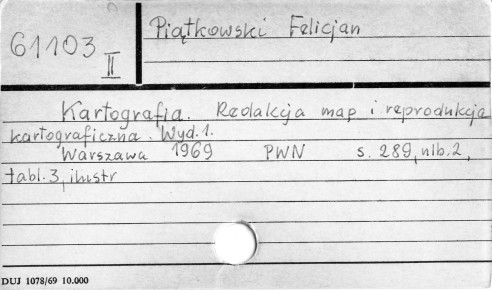 61103 II
Piątkowski Felicjan
Kartografia. Redakcja map i reprodukcja
kartograficzna. Wyd. 1.
Warszawa 1969 PWN s. 289, nlb. 2,
tabl. 3, ilustr
DUJ 1078/69 10.000